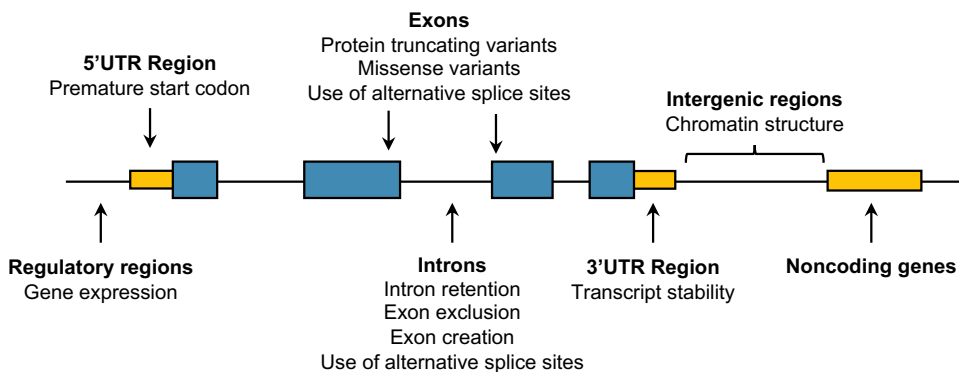 Exons
Protein truncating variants
Missense variants
Use of alternative splice sites
5'UTR Region
Premature start codon
Intergenic regions
Chromatin structure
Regulatory regions
Gene expression
Introns
Intron retention
Exon exclusion
Exon creation
Use of alternative splice sites
3'UTR Region
Transcript stability
Noncoding genes